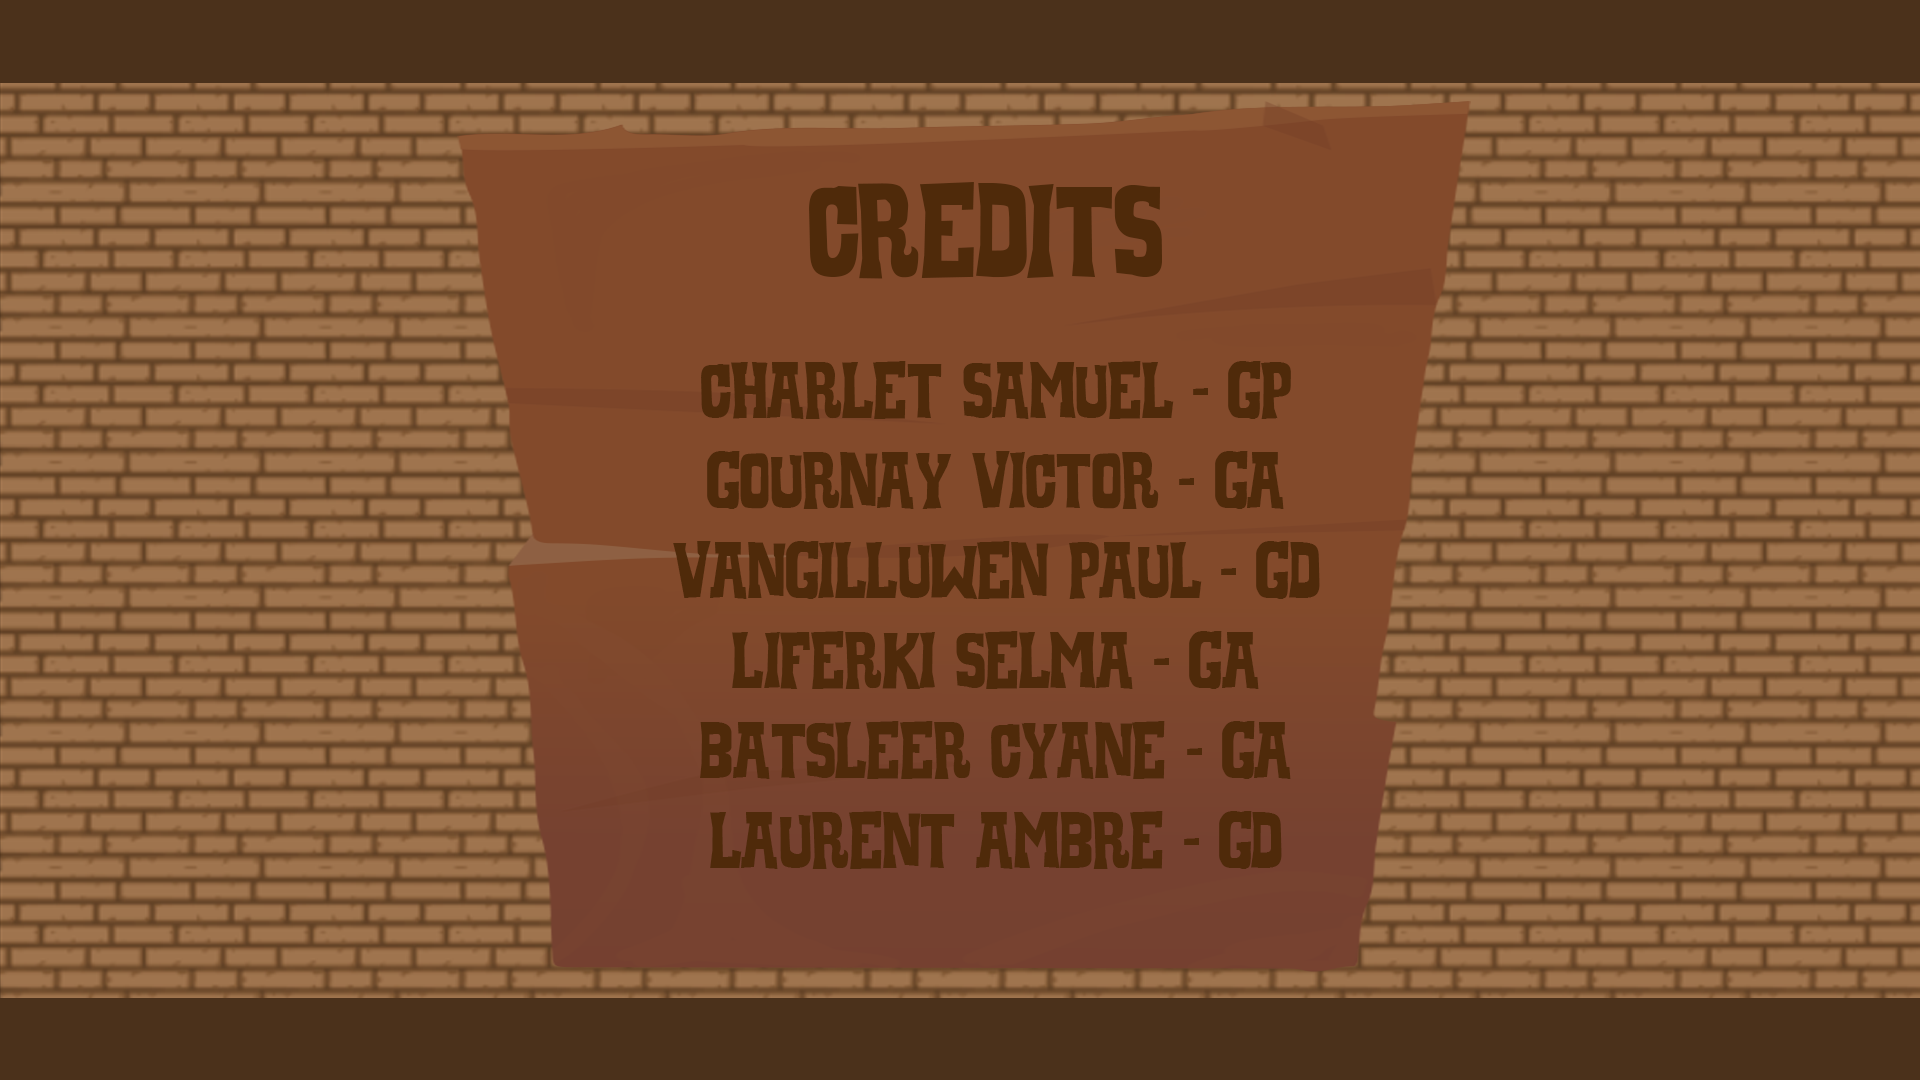 CREDITS
CHARLET SAMUEL - GP
GOURNAY VICTOR - GA
VANGILLUWEN PAUL - GD
LIFERKI SELMA - GA
BATSLEER CYANE - GA
LAURENT AMBRE - GD